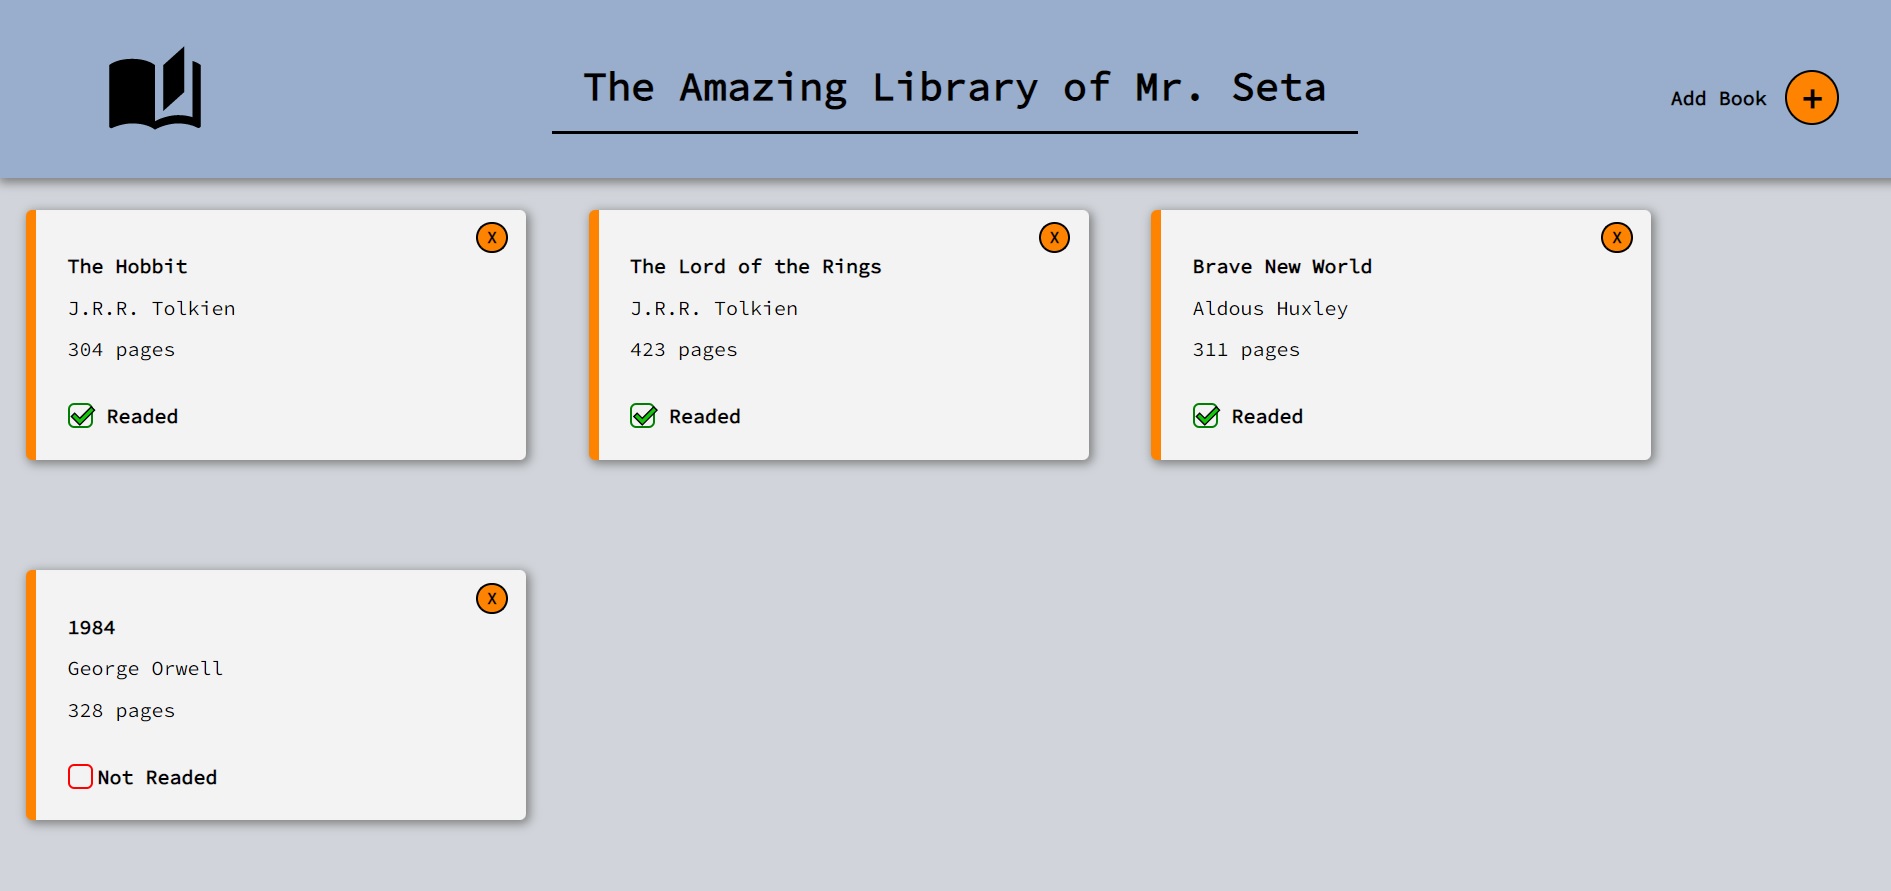 The Amazing Library of Mr. Seta
Add Book +
X
The Hobbit
J.R.R. Tolkien
304 pages
Readed
X
The Lord of the Rings
J.R.R. Tolkien
423 pages
Readed
X
Brave New World
Aldous Huxley
311 pages
Readed
X
1984
George Orwell
328 pages
Not Readed